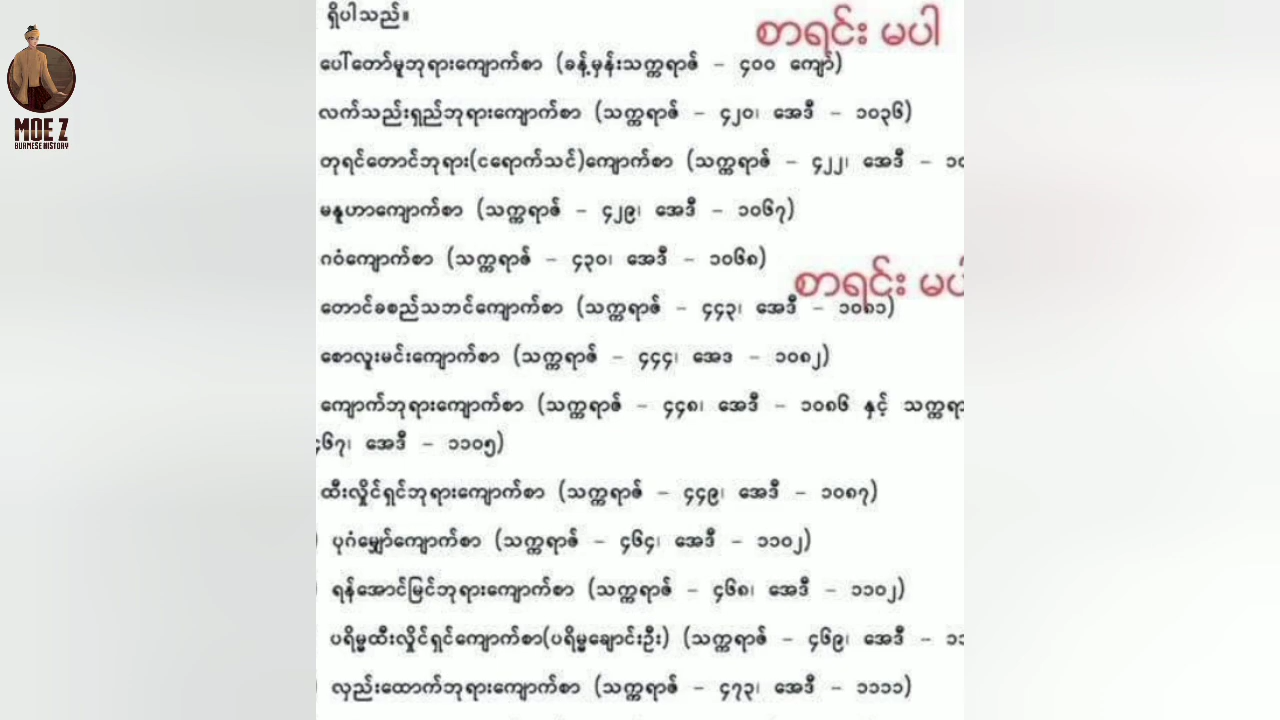 ရှိပါသည်။
စာရင်း မပါ
ပေါ်တော်မူဘုရားကျောက်စာ (ခန့်မှန်းသက္ကရာဇ် – ၄၀၀ ကျော်)
လက်သည်းရှည်ဘုရားကျောက်စာ (သက္ကရာဇ် – ၄၂၀၊ အေဒီ – ၁၀၃၆)
တုရင်တောင်ဘုရား(ငရောက်သင်)ကျောက်စာ (သက္ကရာဇ် – ၄၂၂၊ အေဒီ – ၁၀
မနူဟာကျောက်စာ (သက္ကရာဇ် – ၄၂၉၊ အေဒီ – ၁၀၆၇)
ဂဝံကျောက်စာ (သက္ကရာဇ် – ၄၃၀၊ အေဒီ – ၁၀၆၈)
စာရင်း မပါ
တောင်ခစည်သဘင်ကျောက်စာ (သက္ကရာဇ် – ၄၄၃၊ အေဒီ – ၁၀၈၁)
စောလူးမင်းကျောက်စာ (သက္ကရာဇ် – ၄၄၄၊ အေဒ – ၁၀၈၂)
ကျောက်ဘုရားကျောက်စာ (သက္ကရာဇ် – ၄၄၈၊ အေဒီ – ၁၀၈၆ နှင့် သက္ကရာ
၄၆၇၊ အေဒီ – ၁၁၀၅)
ထီးလှိုင်ရှင်ဘုရားကျောက်စာ (သက္ကရာဇ် – ၄၄၉၊ အေဒီ – ၁၀၈၇)
ပုဂံမျှော်ကျောက်စာ (သက္ကရာဇ် – ၄၆၄၊ အေဒီ – ၁၁၀၂)
ရန်အောင်မြင်ဘုရားကျောက်စာ (သက္ကရာဇ် – ၄၆၈၊ အေဒီ – ၁၁၀၂)
ပရိမ္မထီးလှိုင်ရှင်ကျောက်စာ(ပရိမ္မချောင်းဦး) (သက္ကရာဇ် – ၄၆၉၊ အေဒီ – ၁၁
လှည်းထောက်ဘုရားကျောက်စာ (သက္ကရာဇ် – ၄၇၃၊ အေဒီ – ၁၁၁၁)
MOE Z
BURMESE HISTORY